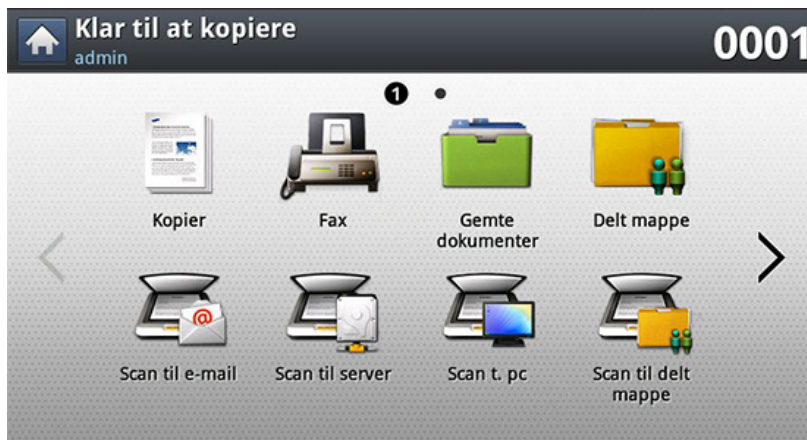 Klar til at kopiere
admin
0001
1
Kopier
Fax
Gemte
dokumenter
Delt mappe
Scan til e-mail
Scan til server
Scan t. pc
Scan til delt
mappe